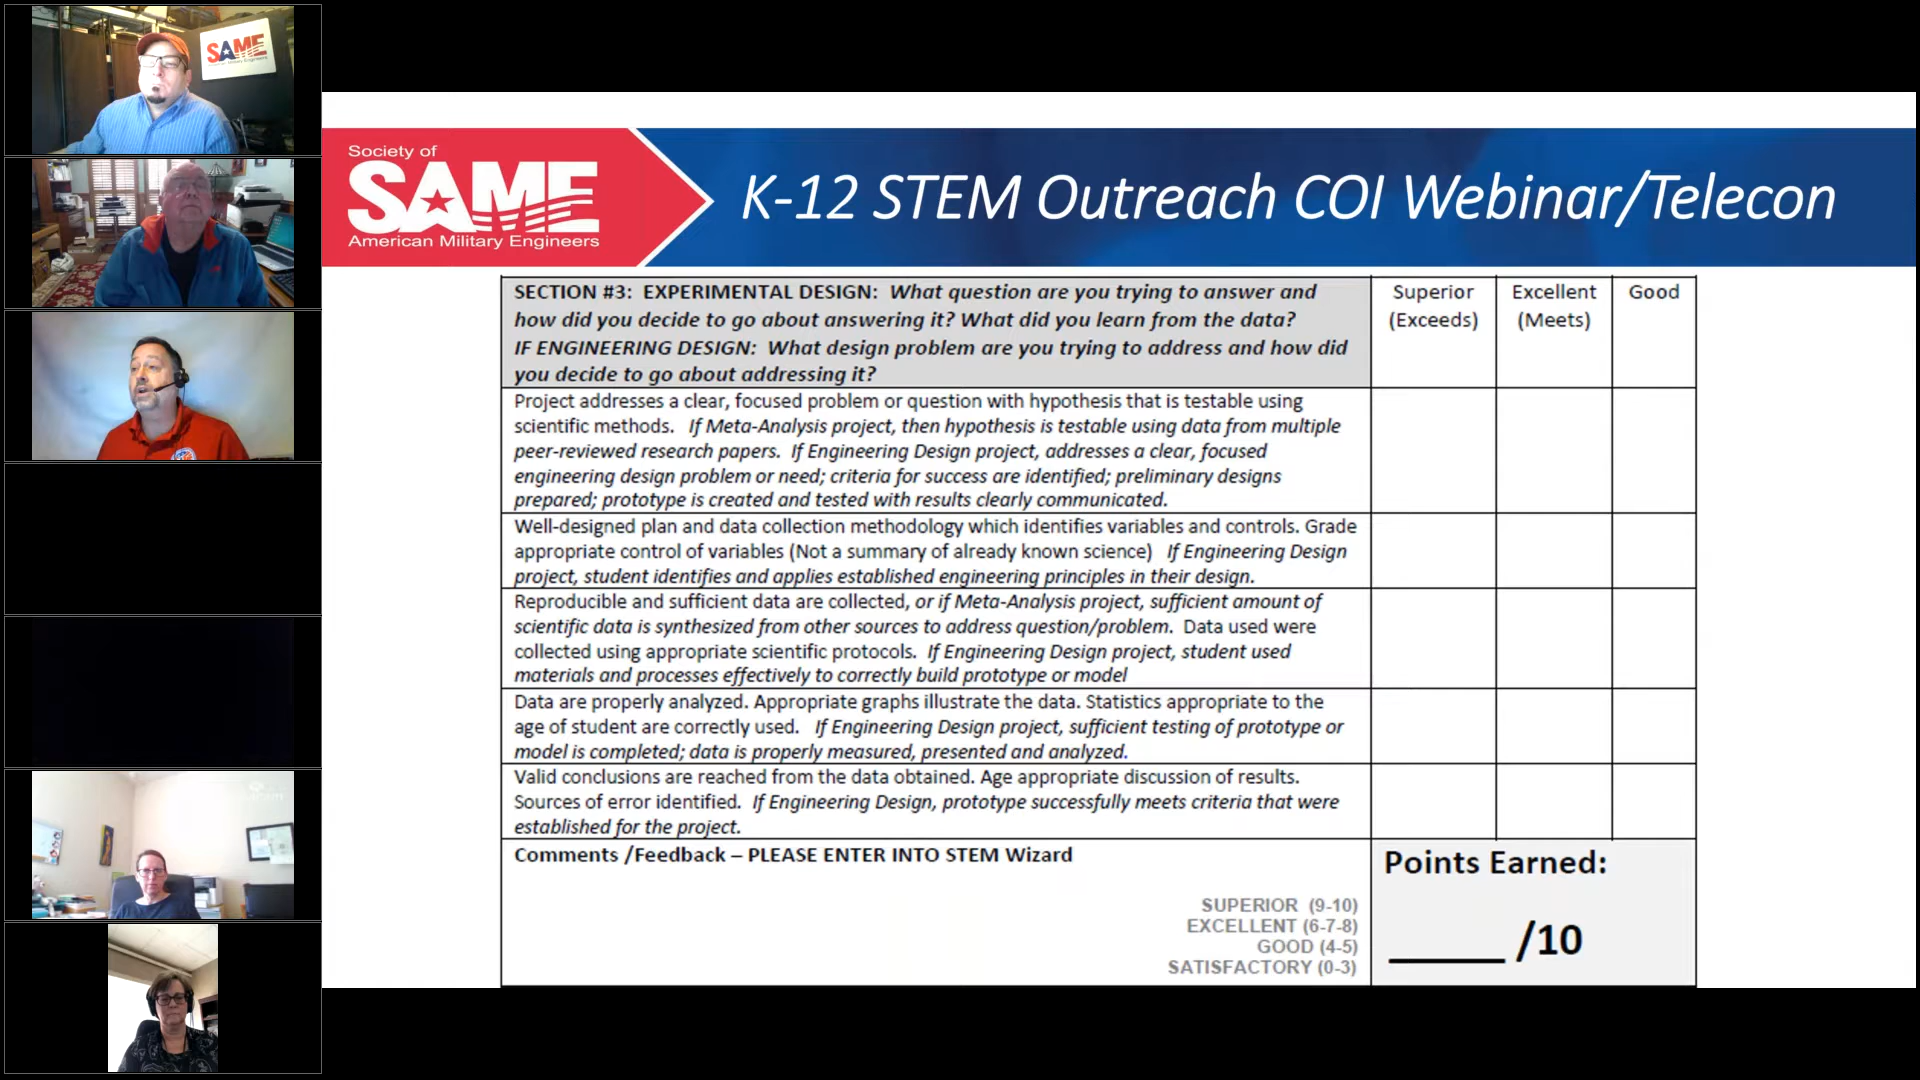 SAME
Society of
SAME
American Military Engineers
K-12 STEM Outreach COI Webinar/Telecon
SECTION #3: EXPERIMENTAL DESIGN: What question are you trying to answer and
how did you decide to go about answering it? What did you learn from the data?
IF ENGINEERING DESIGN: What design problem are you trying to address and how did
you decide to go about addressing it?
Superior
(Exceeds)
Excellent
(Meets)
Good
Project addresses a clear, focused problem or question with hypothesis that is testable using
scientific methods. If Meta-Analysis project, then hypothesis is testable using data from multiple
peer-reviewed research papers. If Engineering Design project, addresses a clear, focused
engineering design problem or need; criteria for success are identified; preliminary designs
prepared; prototype is created and tested with results clearly communicated.
Well-designed plan and data collection methodology which identifies variables and controls. Grade
appropriate control of variables (Not a summary of already known science) If Engineering Design
project, student identifies and applies established engineering principles in their design.
Reproducible and sufficient data are collected, or if Meta-Analysis project, sufficient amount of
scientific data is synthesized from other sources to address question/problem. Data used were
collected using appropriate scientific protocols. If Engineering Design project, student used
materials and processes effectively to correctly build prototype or model
Data are properly analyzed. Appropriate graphs illustrate the data. Statistics appropriate to the
age of student are correctly used. If Engineering Design project, sufficient testing of prototype or
model is completed; data is properly measured, presented and analyzed.
Valid conclusions are reached from the data obtained. Age appropriate discussion of results.
Sources of error identified. If Engineering Design, prototype successfully meets criteria that were
established for the project.
Comments /Feedback – PLEASE ENTER INTO STEM Wizard
SUPERIOR (9-10)
EXCELLENT (6-7-8)
GOOD (4-5)
SATISFACTORY (0-3)
Points Earned:
_____ /10